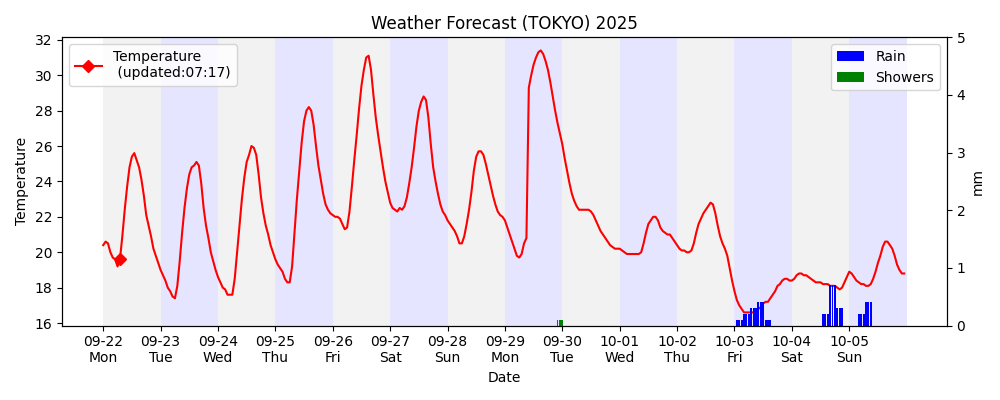 Weather Forecast (TOKYO) 2025
Temperature
(updated:07:17)
Rain
Showers
32
30
28
26
24
22
20
18
16
Temperature
5
4
3
2
1
0
mm
09-22 09-23 09-24 09-25 09-26 09-27 09-28 09-29 09-30 10-01 10-02 10-03 10-04 10-05
Mon Tue Wed Thu Fri Sat Sun Mon Tue Wed Thu Fri Sat Sun
Date